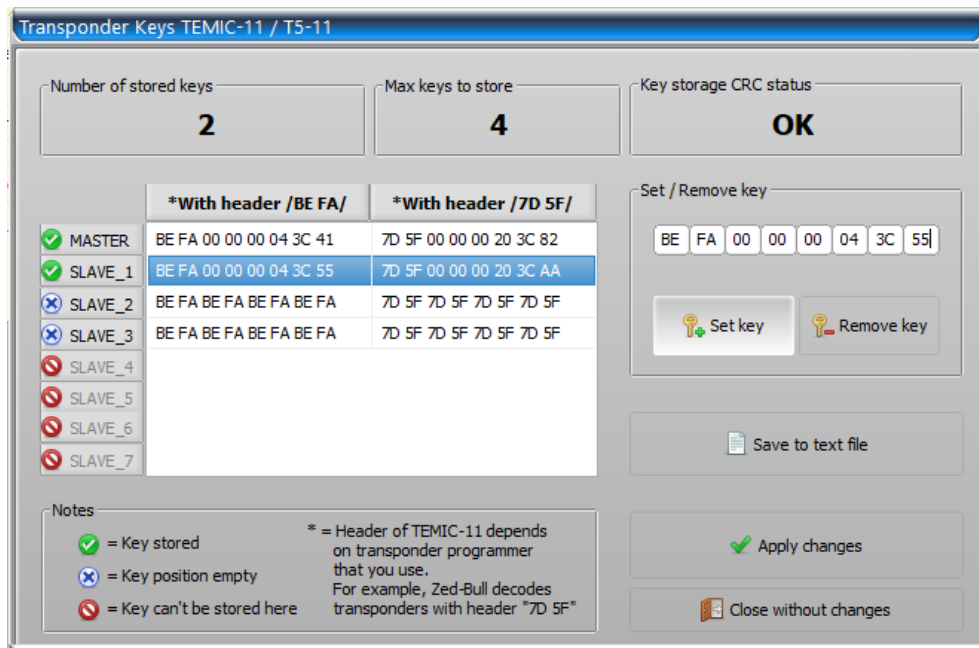 Transponder Keys TEMIC-11 / T5-11
Number of stored keys
2
Max keys to store
4
Key storage CRC status
OK
*With header /BE FA/ *With header /7D 5F/
MASTER BE FA 00 00 00 04 3C 41 7D 5F 00 00 00 20 3C 82
SLAVE_1 BE FA 00 00 00 04 3C 55 7D 5F 00 00 00 20 3C AA
SLAVE_2 BE FA BE FA BE FA BE FA 7D 5F 7D 5F 7D 5F 7D 5F
SLAVE_3 BE FA BE FA BE FA BE FA 7D 5F 7D 5F 7D 5F 7D 5F
SLAVE_4
SLAVE_5
SLAVE_6
SLAVE_7
Set / Remove key
BE FA 00 00 00 04 3C 55
Set key Remove key
Save to text file
Notes
= Key stored
= Key position empty
= Key can't be stored here
* = Header of TEMIC-11 depends
on transponder programmer
that you use.
For example, Zed-Bull decodes
transponders with header "7D 5F"
Apply changes
Close without changes